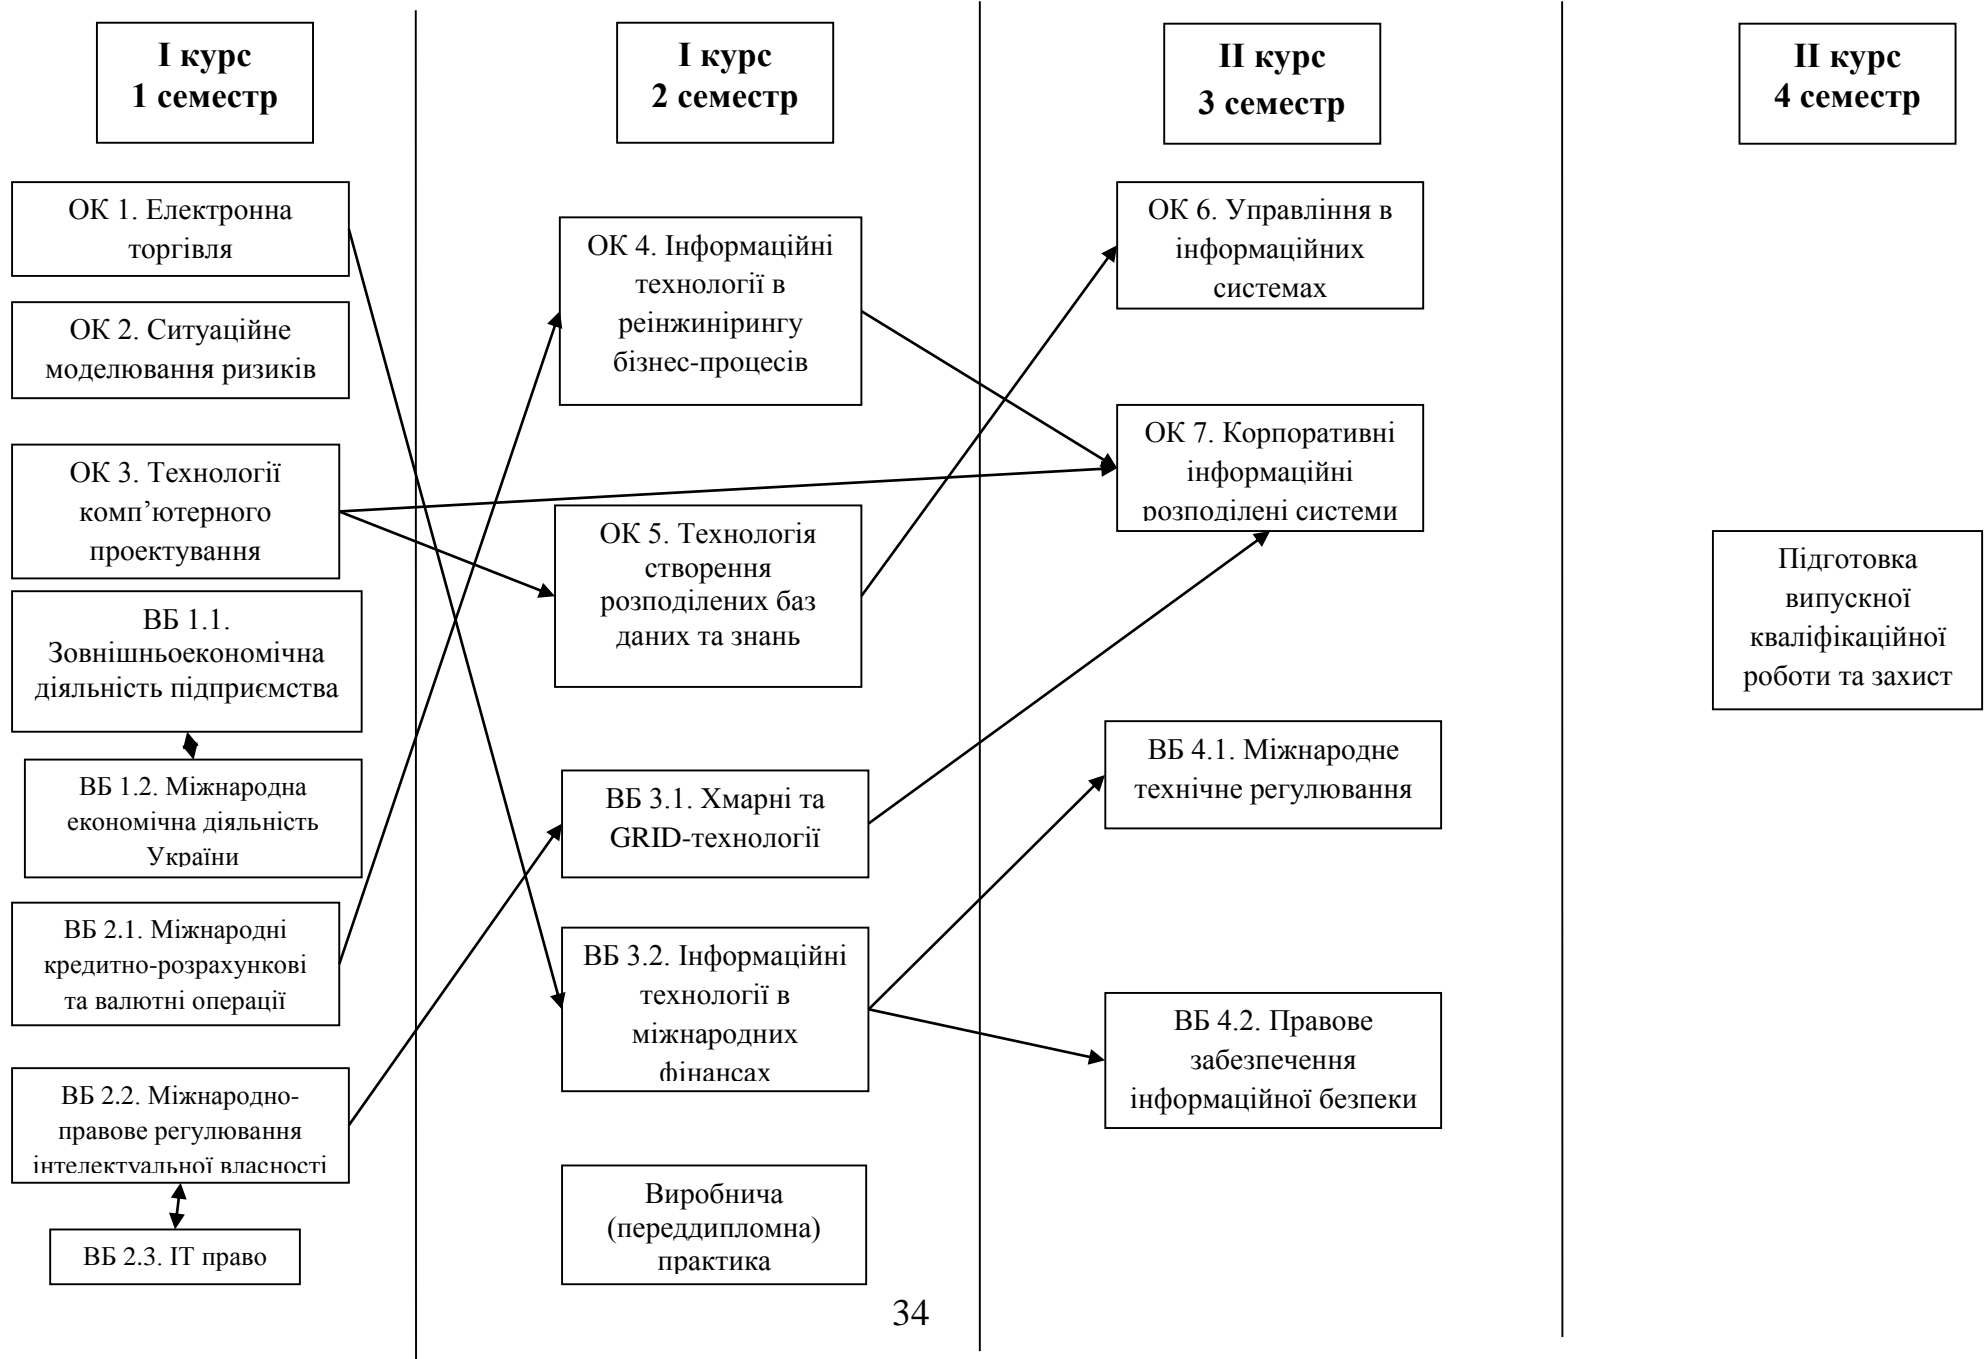 І курс
1 семестр
І курс
2 семестр
ІІ курс
3 семестр
ІІ курс
4 семестр
ОК 1. Електронна
торгівля
ОК 2. Ситуаційне
моделювання ризиків
ОК 3. Технології
комп’ютерного
проектування
ВБ 1.1.
Зовнішньоекономічна
діяльність підприємства
ВБ 1.2. Міжнародна
економічна діяльність
України
ВБ 2.1. Міжнародні
кредитно-розрахункові
та валютні операції
ВБ 2.2. Міжнародно-
правове регулювання
інтелектуальної власності
ВБ 2.3. ІТ право
ОК 4. Інформаційні
технології в
реінжинірингу
бізнес-процесів
ОК 5. Технологія
створення
розподілених баз
даних та знань
ВБ 3.1. Хмарні та
GRID-технології
ВБ 3.2. Інформаційні
технології в
міжнародних
фінансах
Виробнича
(переддипломна)
практика
ОК 6. Управління в
інформаційних
системах
ОК 7. Корпоративні
інформаційні
розподілені системи
ВБ 4.1. Міжнародне
технічне регулювання
ВБ 4.2. Правове
забезпечення
інформаційної безпеки
Підготовка
випускної
кваліфікаційної
роботи та захист
34